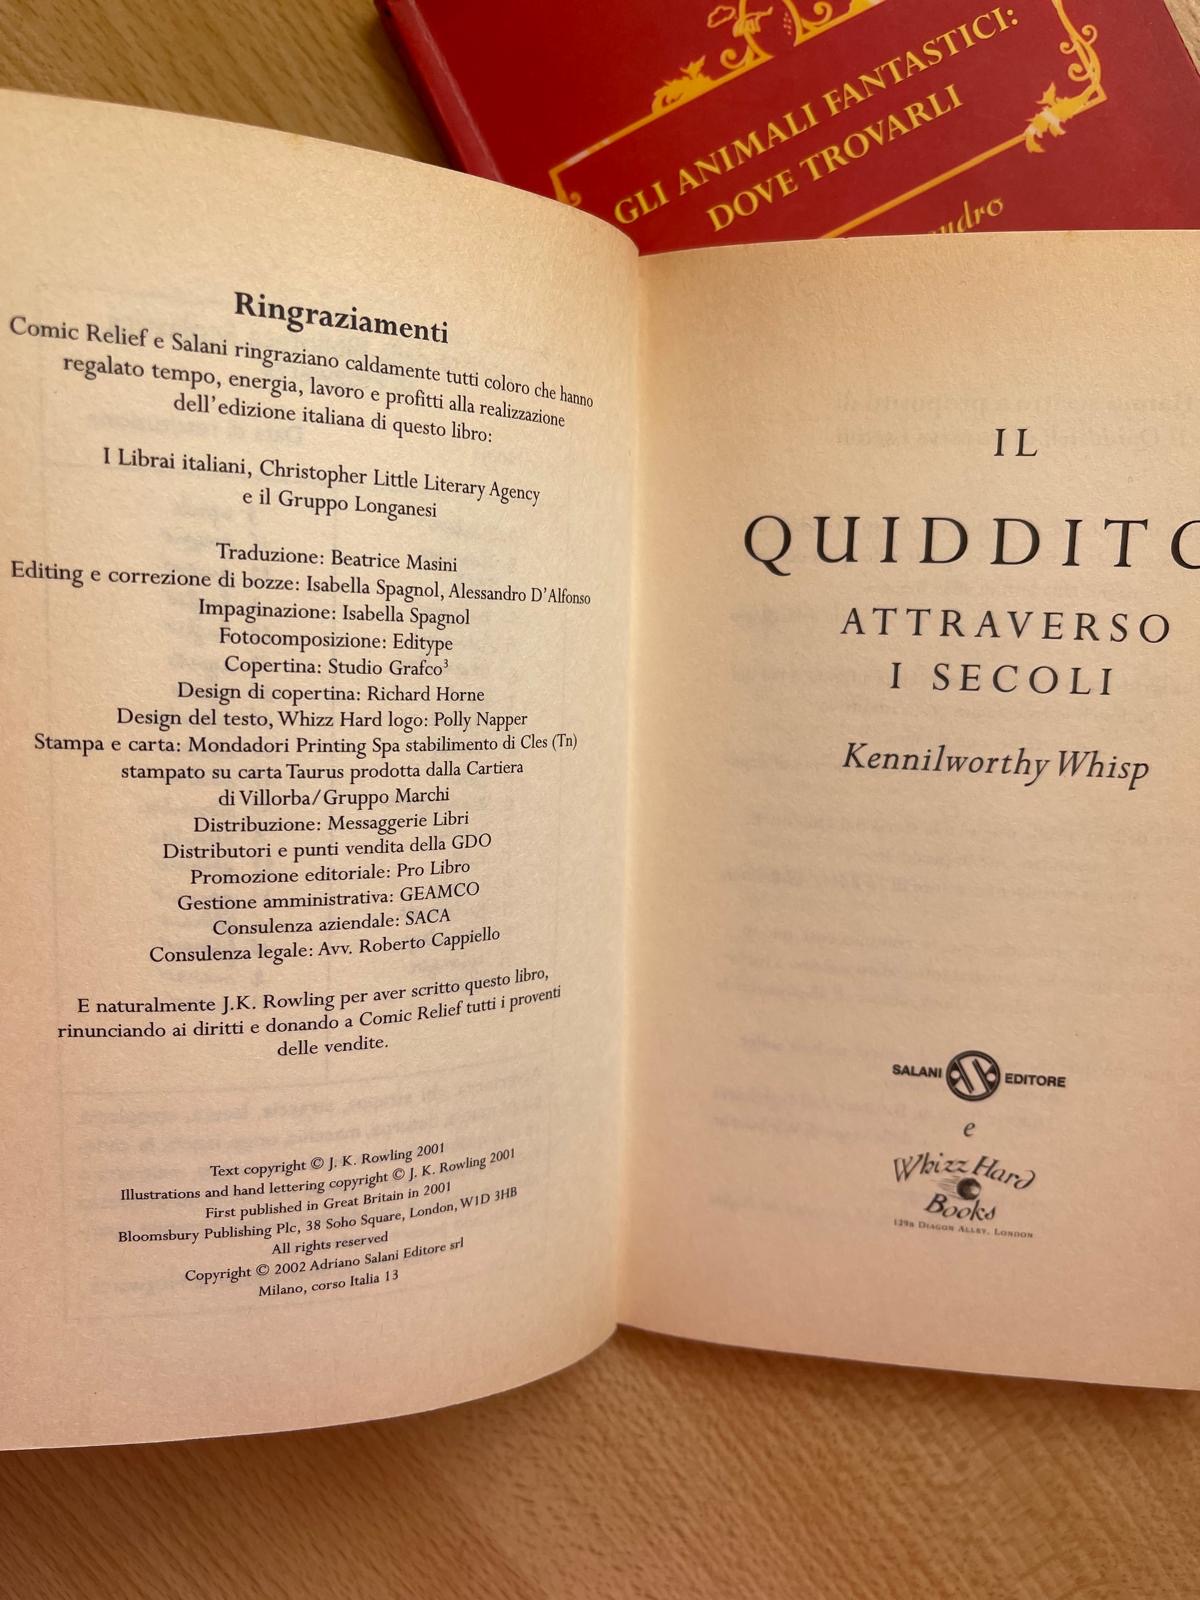 GLI ANIMALI FANTASTICI:
DOVE TROVARLI
Ringraziamenti
Comic Relief e Salani ringraziano caldamente tutti coloro che hanno
regalato tempo, energia, lavoro e profitti alla realizzazione
dell'edizione italiana di questo libro:
I Librai italiani, Christopher Little Literary Agency
e il Gruppo Longanesi
Traduzione: Beatrice Masini
Editing e correzione di bozze: Isabella Spagnol, Alessandro D'Alfonso
Impaginazione: Isabella Spagnol
Fotocomposizione: Editype
Copertina: Studio Grafco³
Design di copertina: Richard Horne
Design del testo, Whizz Hard logo: Polly Napper
Stampa e carta: Mondadori Printing Spa stabilimento di Cles (Tn)
stampato su carta Taurus prodotta dalla Cartiera
di Villorba/Gruppo Marchi
Distribuzione: Messaggerie Libri
Distributori e punti vendita della GDO
Promozione editoriale: Pro Libro
Gestione amministrativa: GEAMCO
Consulenza aziendale: SACA
Consulenza legale: Avv. Roberto Cappiello
E naturalmente J.K. Rowling per aver scritto questo libro,
rinunciando ai diritti e donando a Comic Relief tutti i proventi
delle vendite.
Text copyright © J. K. Rowling 2001
Illustrations and hand lettering copyright © J. K. Rowling 2001
First published in Great Britain in 2001
Bloomsbury Publishing Plc, 38 Soho Square, London, W1D 3HB
All rights reserved
Copyright © 2002 Adriano Salani Editore srl
Milano, corso Italia 13
IL
QUIDDITC
ATTRAVERSO
I SECOLI
Kennilworthy Whisp
SALANI EDITORE
e
Whizz Hard
Books
129B DIAGON ALLEY, LONDON